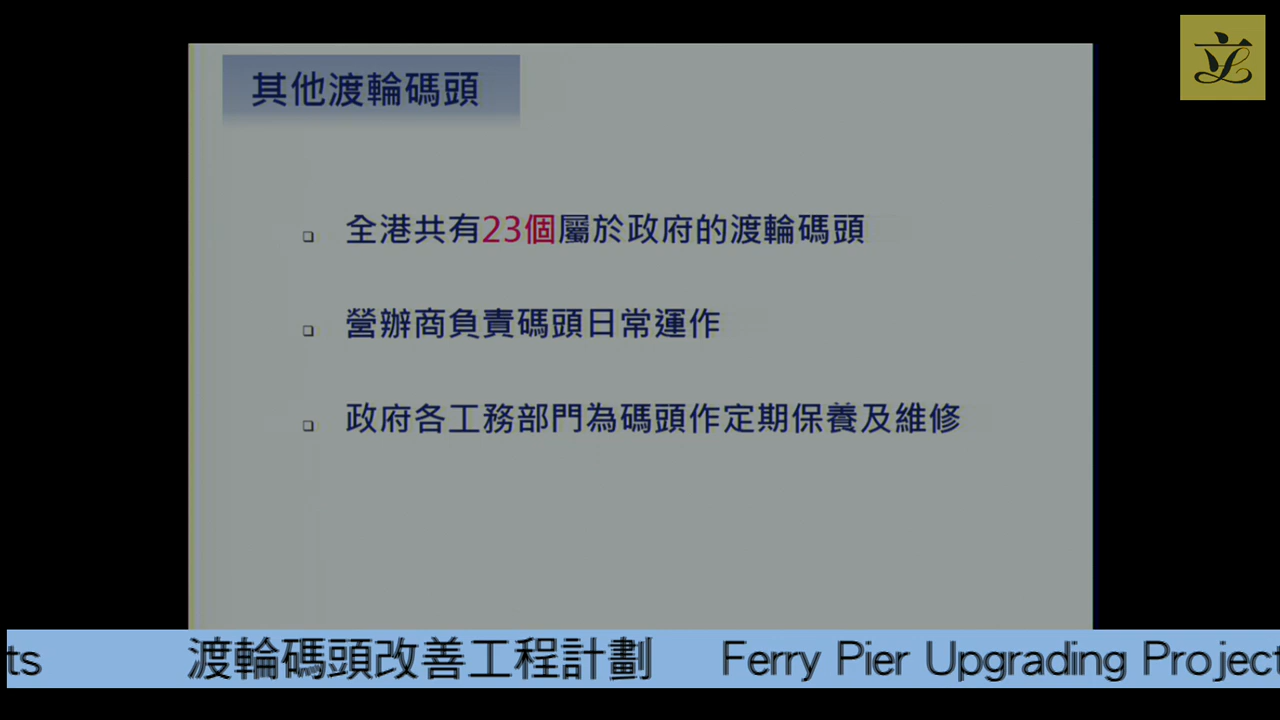 其他渡輪碼頭
全港共有23個屬於政府的渡輪碼頭
營辦商負責碼頭日常運作
政府各工務部門為碼頭作定期保養及維修
ts 渡輪碼頭改善工程計劃 Ferry Pier Upgrading Project